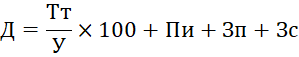 Д = Тт/У × 100 + Пи + Зп + Зс